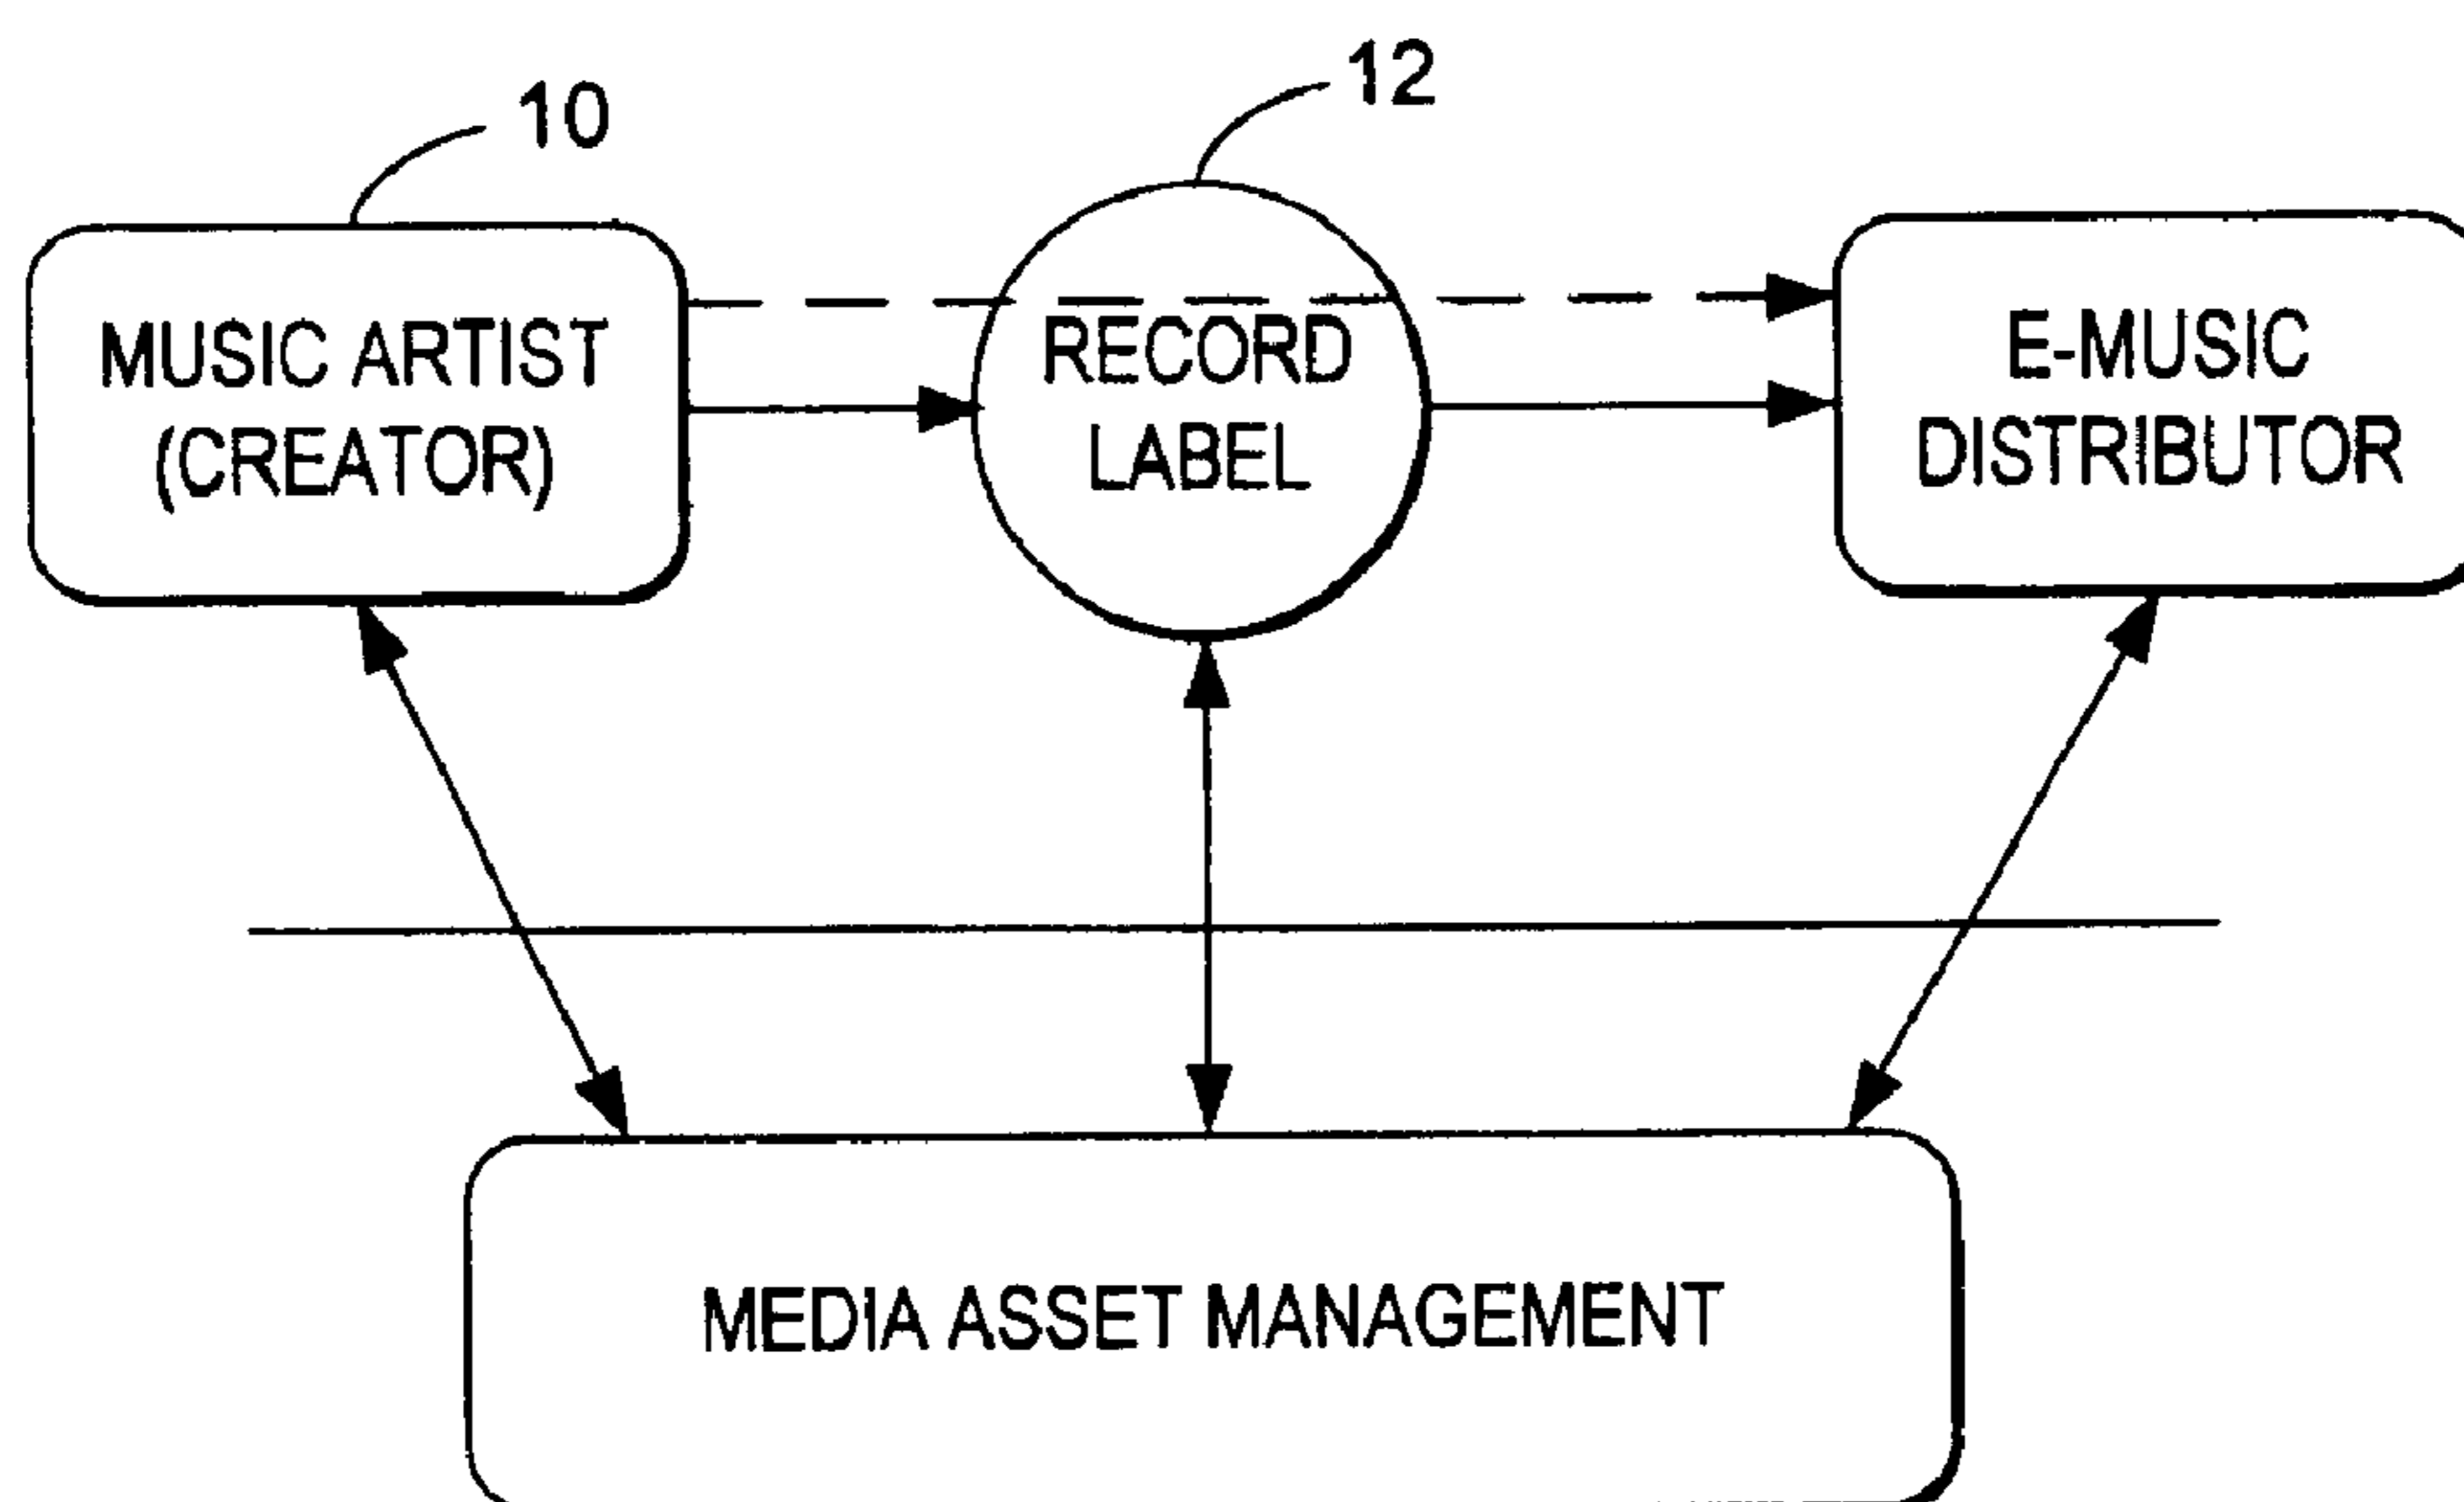 10
12
MUSIC ARTIST
(CREATOR)
RECORD
LABEL
E-MUSIC
DISTRIBUTOR
MEDIA ASSET MANAGEMENT